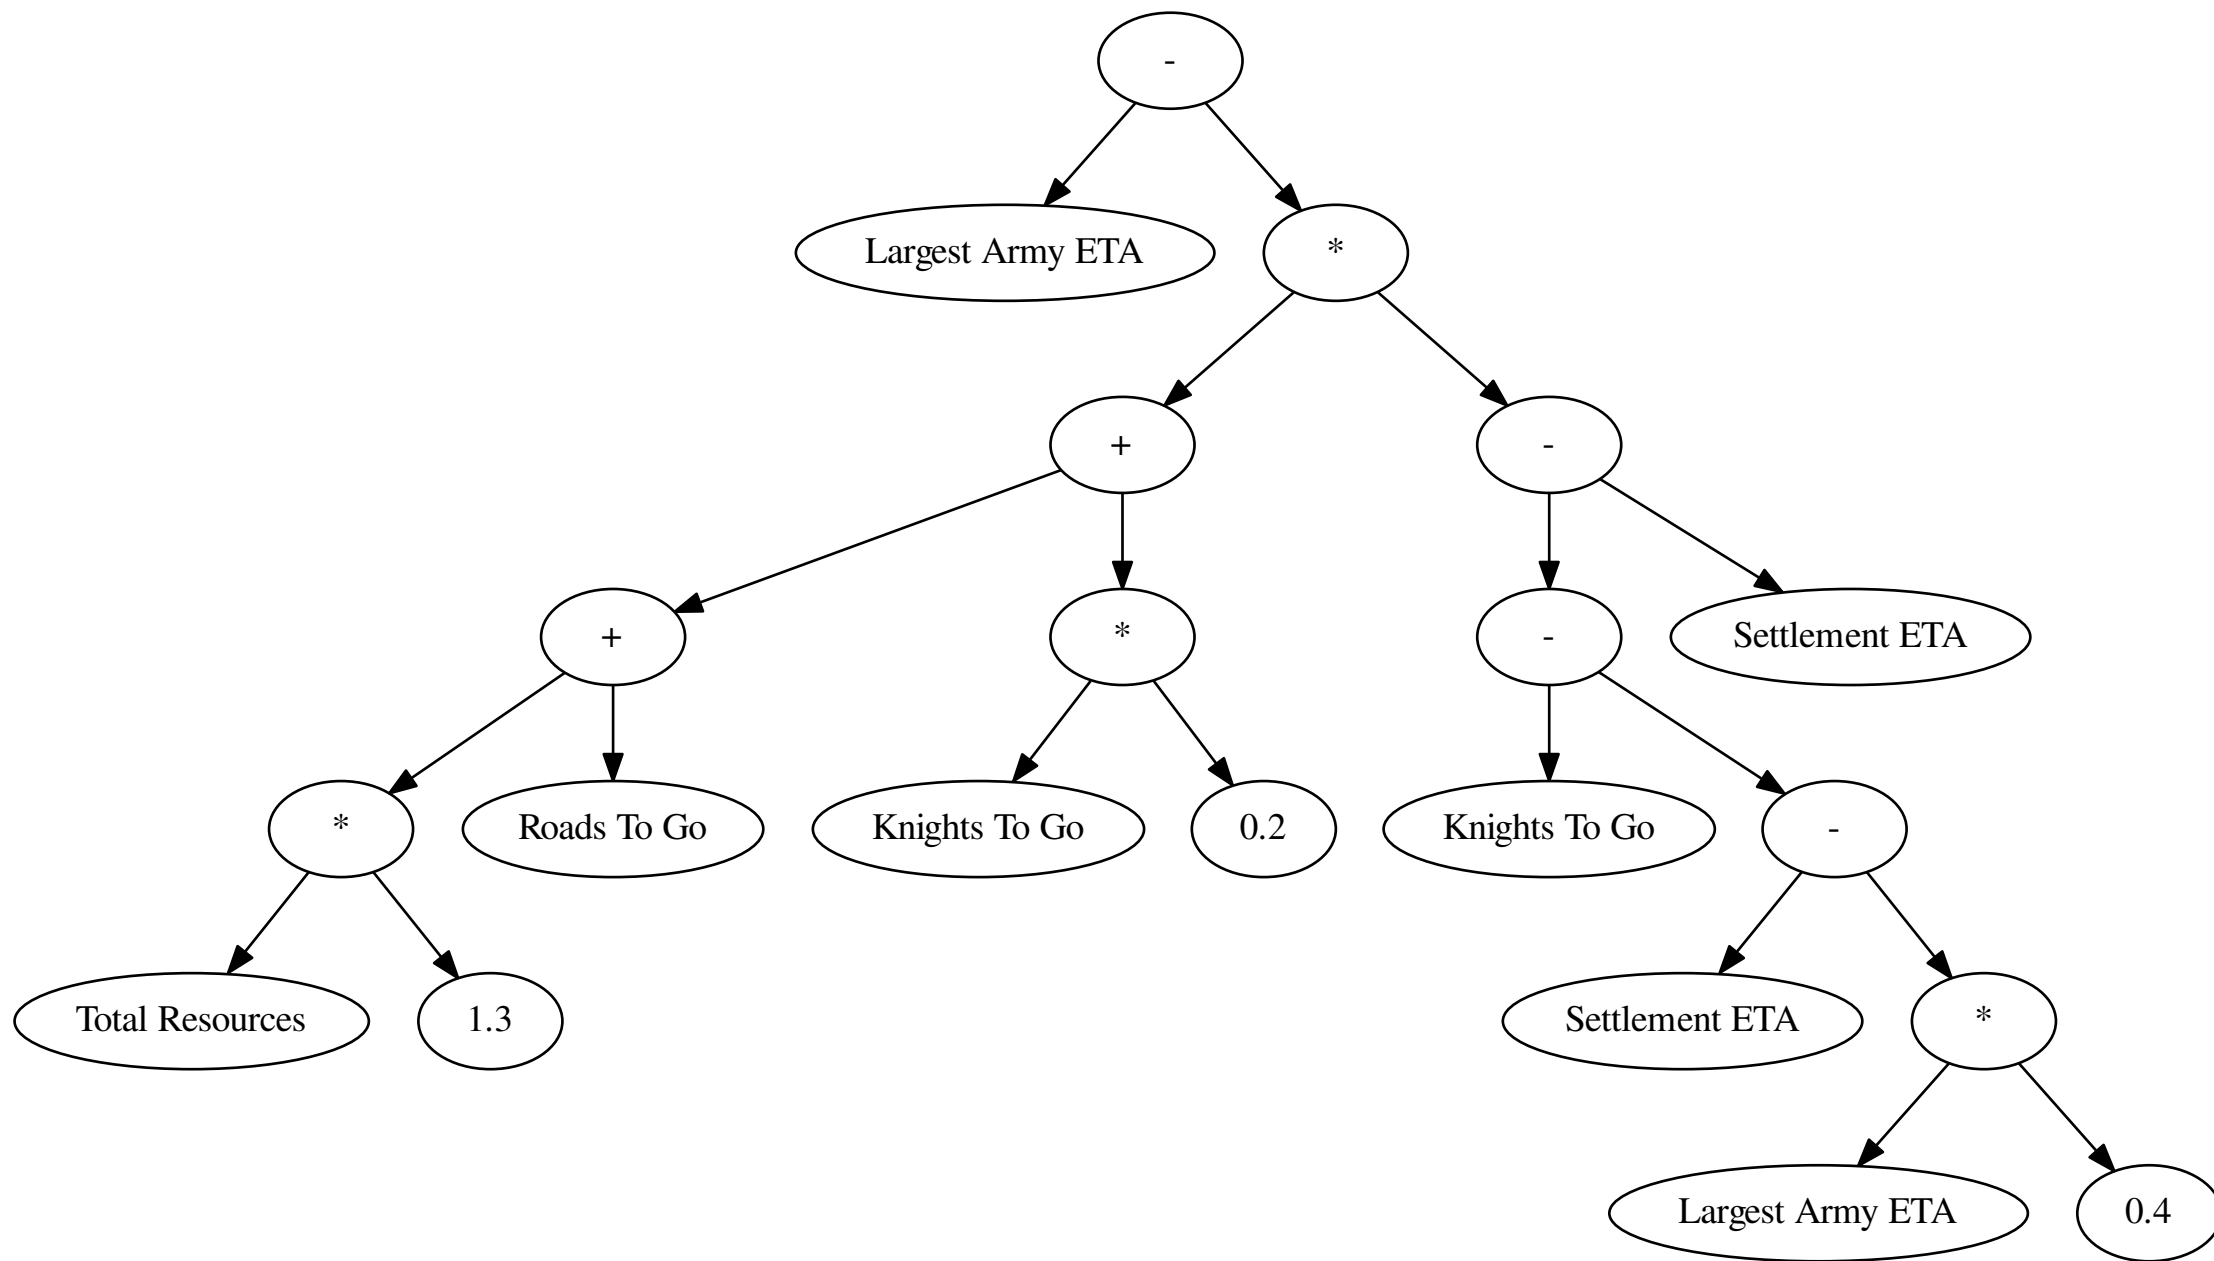 -
Largest Army ETA
*
+
-
+
*
-
Settlement ETA
*
Roads To Go
Knights To Go
0.2
Knights To Go
-
Total Resources
1.3
Settlement ETA
*
Largest Army ETA
0.4